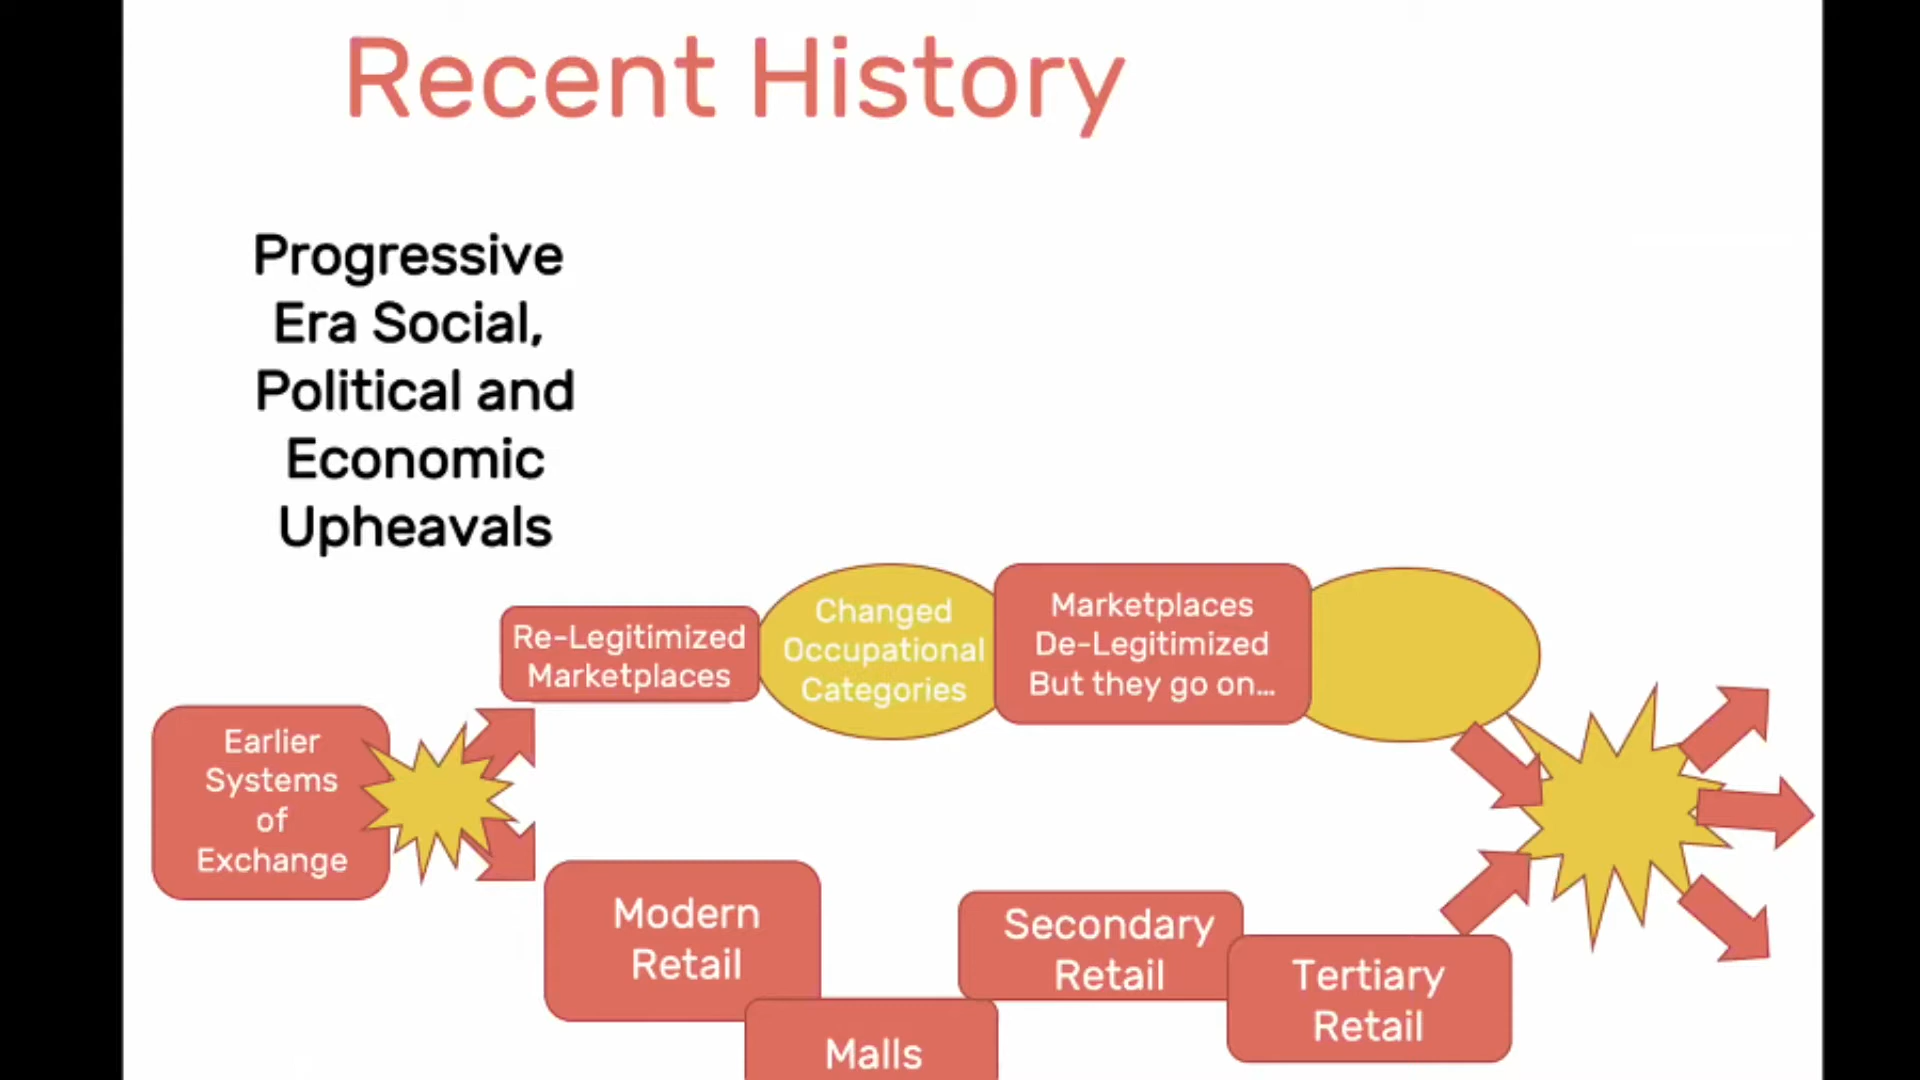 Recent History
Progressive
Era Social,
Political and
Economic
Upheavals
Re-Legitimized
Marketplaces
Changed
Occupational
Categories
Marketplaces
De-Legitimized
But they go on...
Earlier
Systems
of
Exchange
Modern
Retail
Malls
Secondary
Retail
Tertiary
Retail